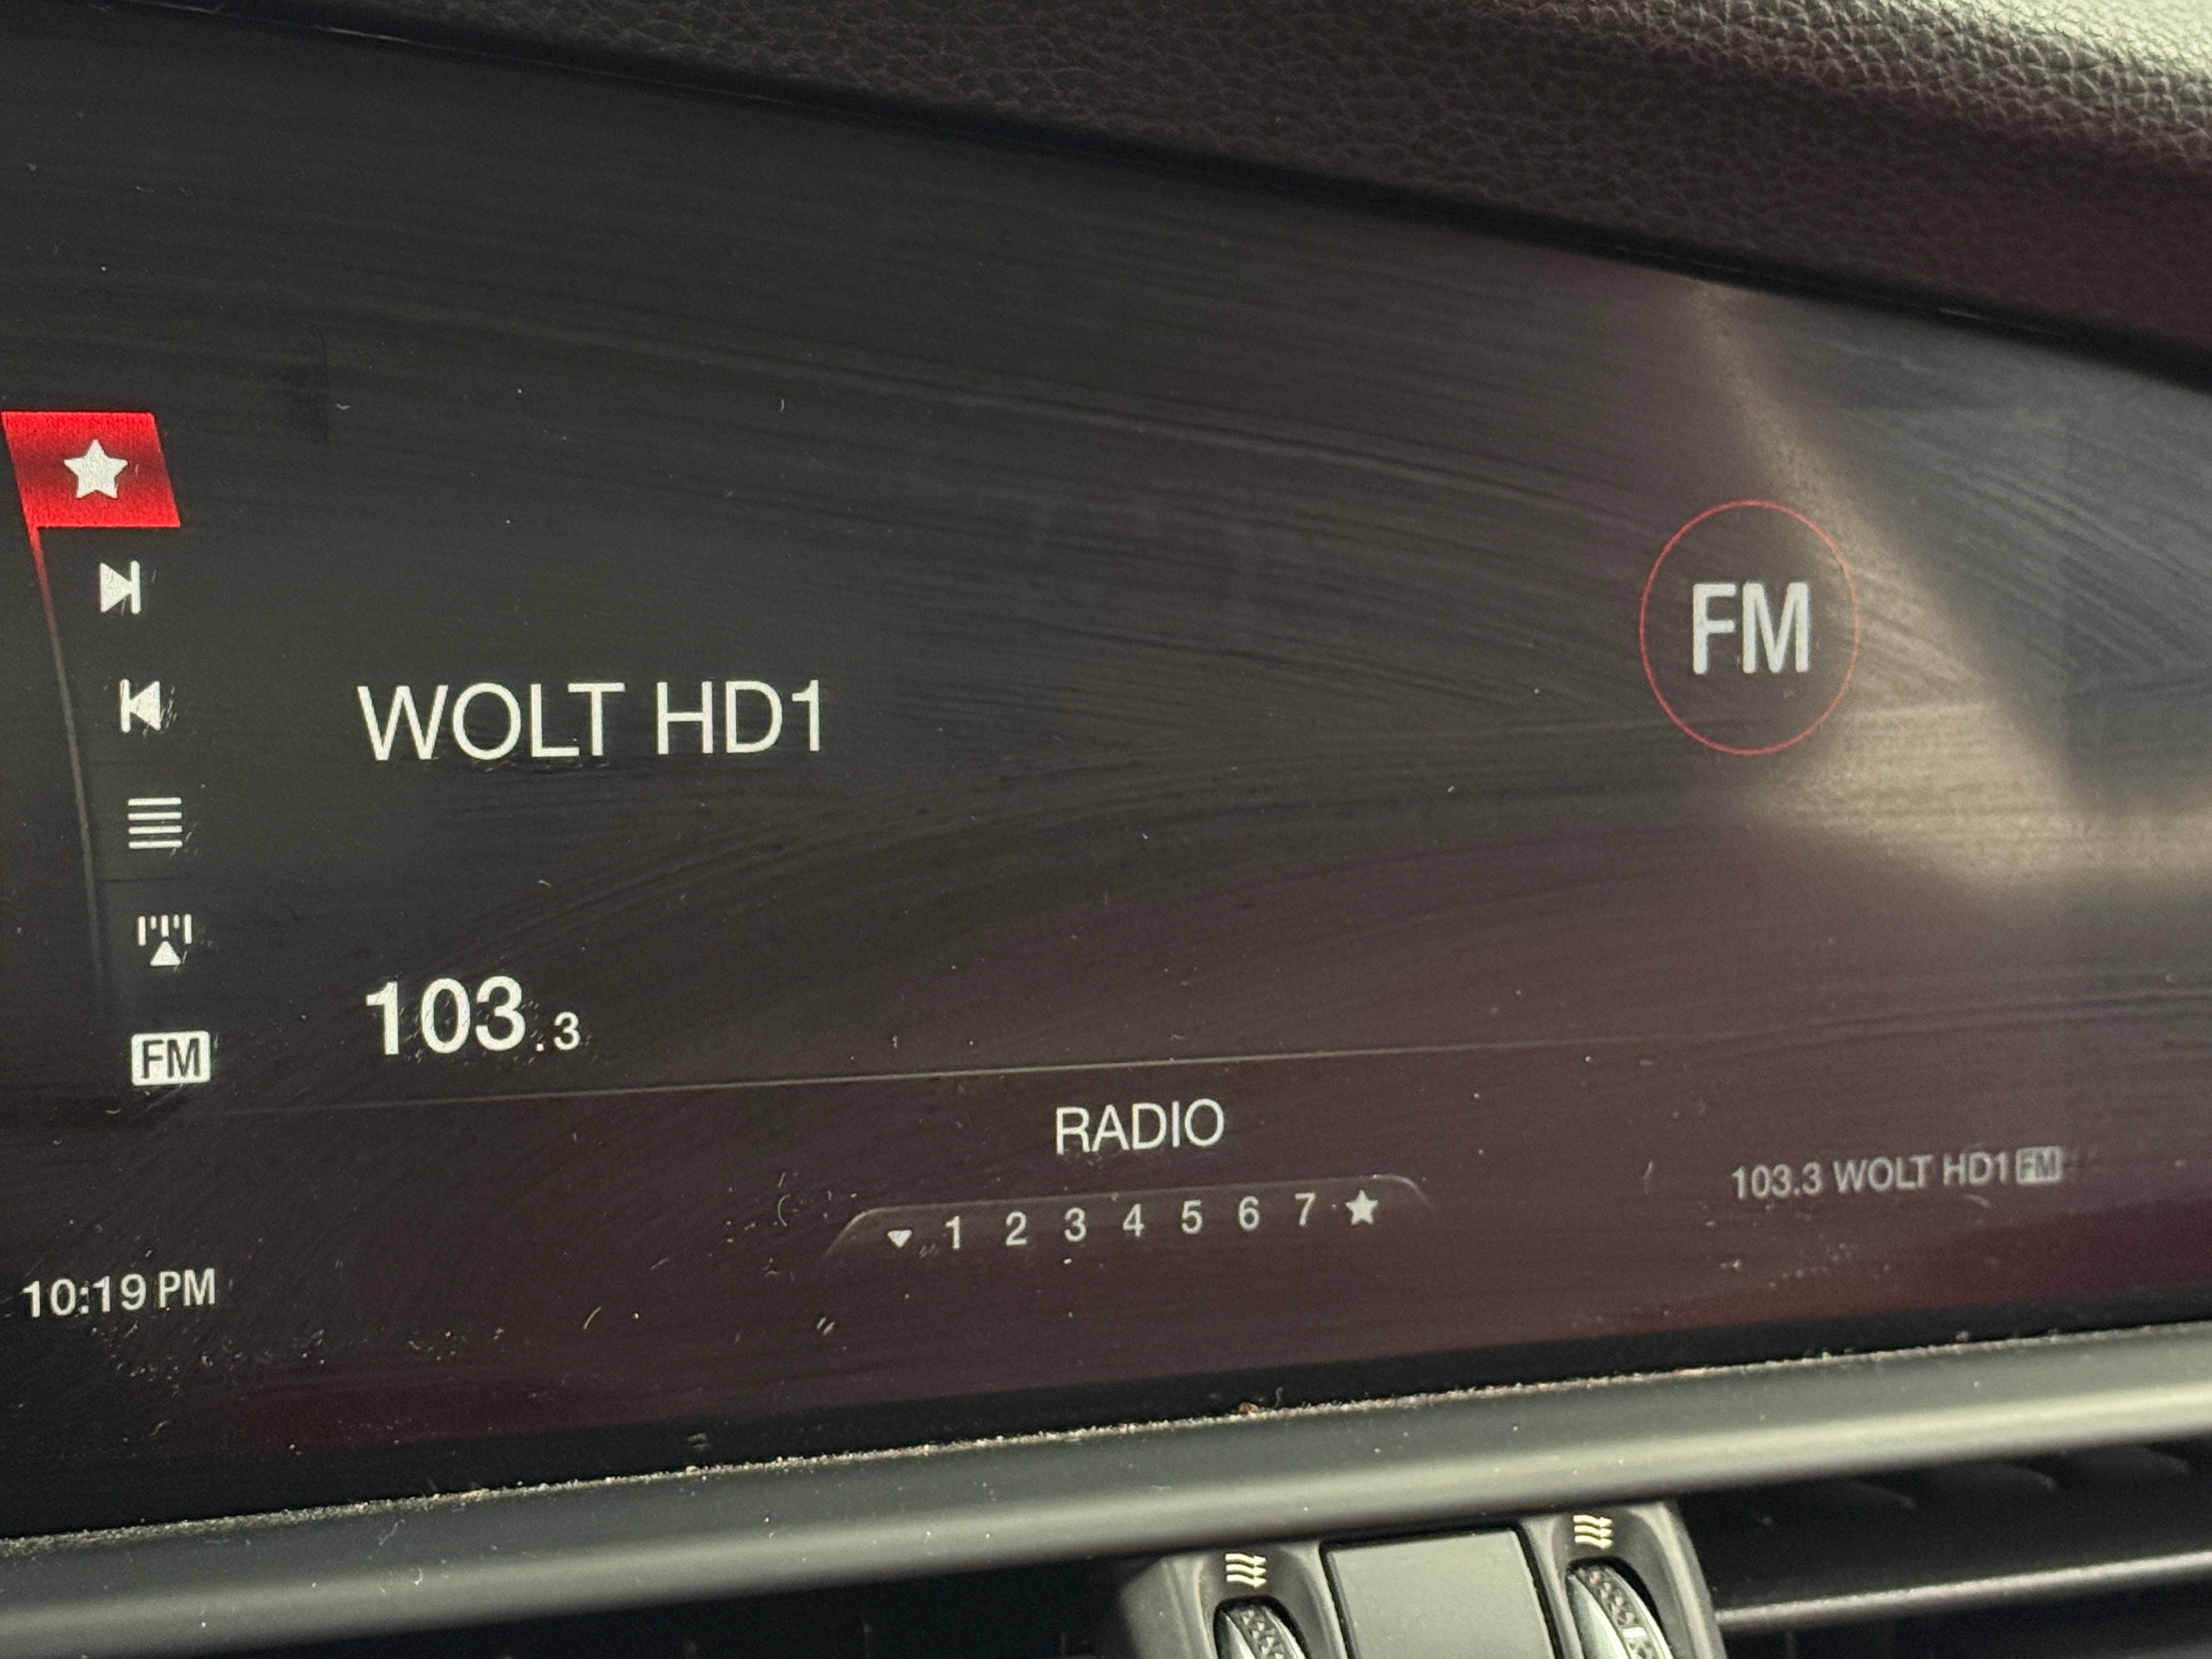 FM
WOLT HD1
103.3
FM
RADIO
103.3 WOLT HD1 FM
1 2 3 4 5 6 7
10:19 PM